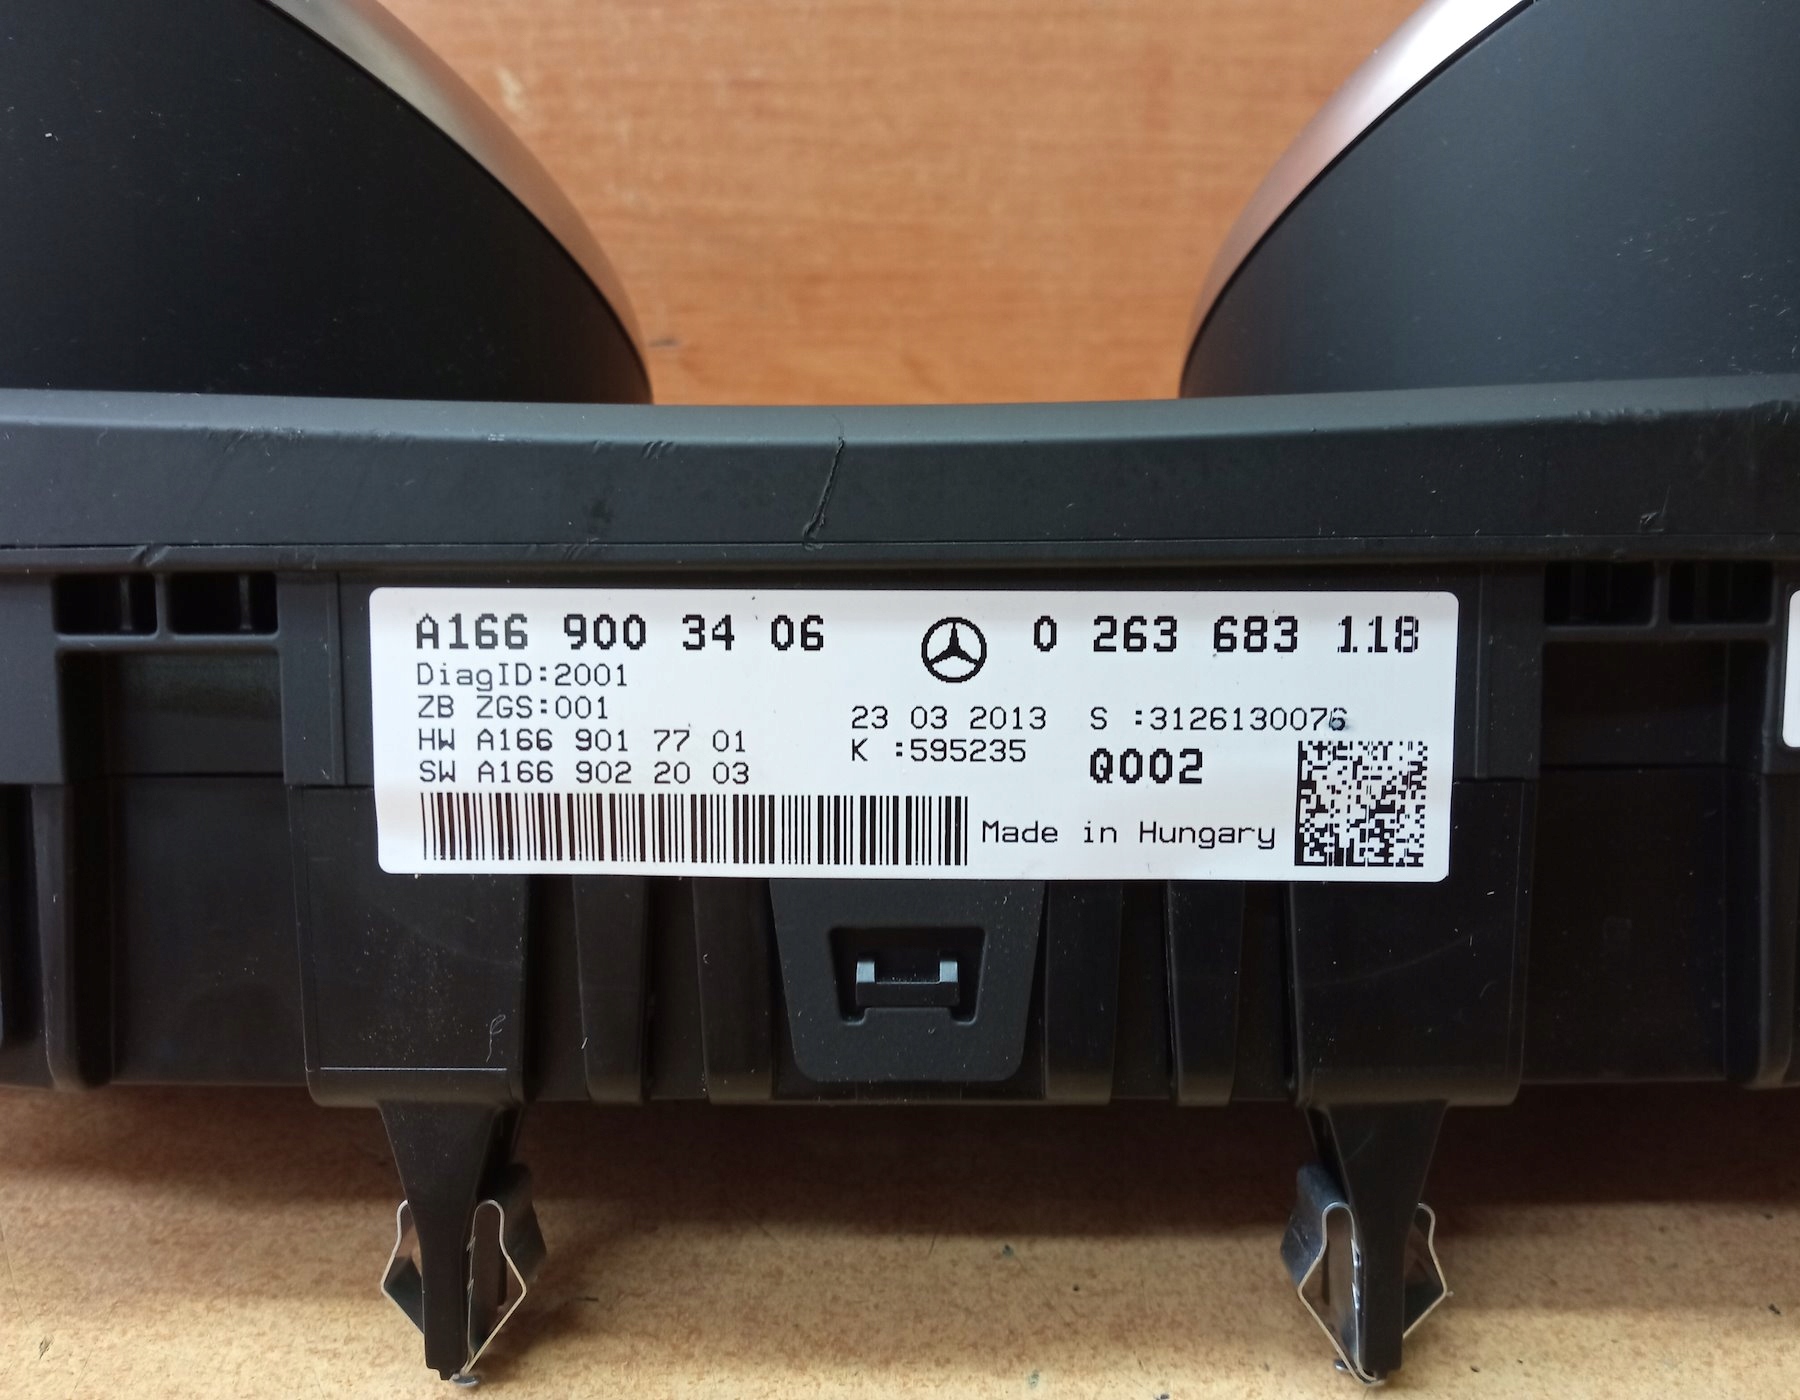 A166 900 34 06 0 263 683 118
DiagID:2001
ZB ZGS:001
23 03 2013 S :3126130076
HW A166 901 77 01
K :595235
SW A166 902 20 03
Q002
Made in Hungary